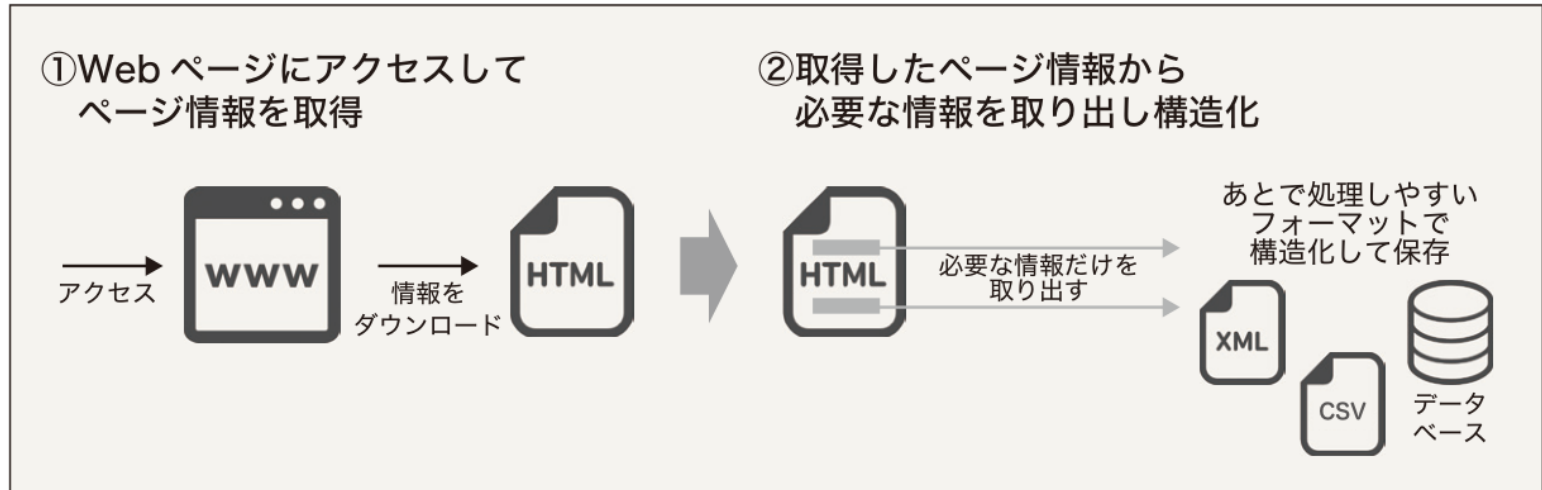 ①Web ページにアクセスして
ページ情報を取得
②取得したページ情報から
必要な情報を取り出し構造化
アクセス
WWW
情報を
ダウンロード
HTML
HTML
必要な情報だけを
取り出す
あとで処理しやすい
フォーマットで
構造化して保存
XML
CSV
データ
ベース